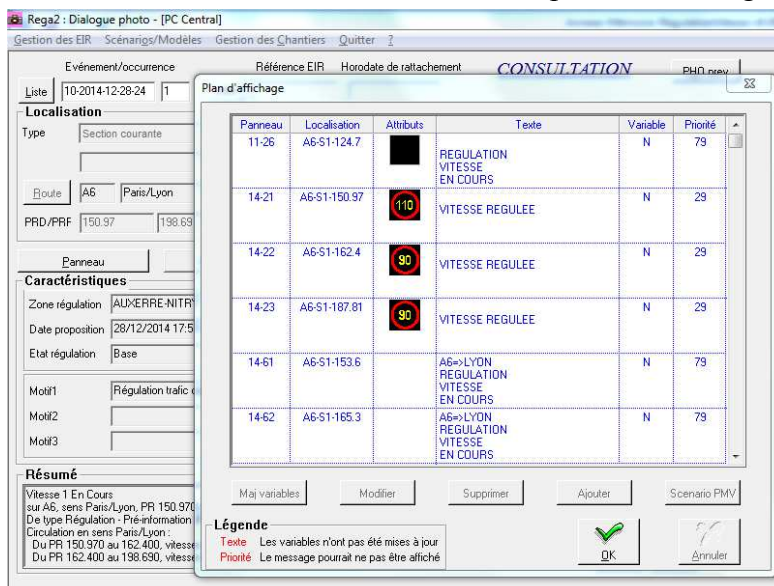 Rega2 : Dialogue photo - [PC Central]
Gestion des EIR Scénarios/Modèles Gestion des Chantiers Quitter ?
Evénement/occurrence Référence EIR Horodate de rattachement CONSULTATION PHO prev
Liste 10-2014-12-28-24 1
Localisation
Type Section courante
Route A6 Paris/Lyon
PRD/PRF 150.97 198.69
Panneau
Caractéristiques
Zone régulation AUXERRE-NITR
Date proposition 28/12/2014 17:5
Etat régulation Base
Motif1 Régulation trafic
Motif2
Motif3
Résumé
Vitesse 1 En Cours
sur A6, sens Paris/Lyon, PR 150.970
De type Régulation - Pré-information
Circulation en sens Paris/Lyon :
Du PR 150.970 au 162.400, vitesse
Du PR 162.400 au 198.690, vitesse
Plan d'affichage
Panneau Localisation Attributs Texte Variable Priorité
11-26 A6-S1-124.7 N 79
REGULATION
VITESSE
EN COURS
14-21 A6-S1-150.97 110 VITESSE REGULEE N 29
14-22 A6-S1-162.4 90 VITESSE REGULEE N 29
14-23 A6-S1-187.81 90 VITESSE REGULEE N 29
14-61 A6-S1-153.6 A6=>LYON N 79
REGULATION
VITESSE
EN COURS
14-62 A6-S1-165.3 A6=>LYON N 79
REGULATION
VITESSE
EN COURS
Maj variables Modifier Supprimer Ajouter Scenario PMV
Légende
Texte Les variables n'ont pas été mises à jour
Priorité Le message pourrait ne pas être affiché
OK Annuler